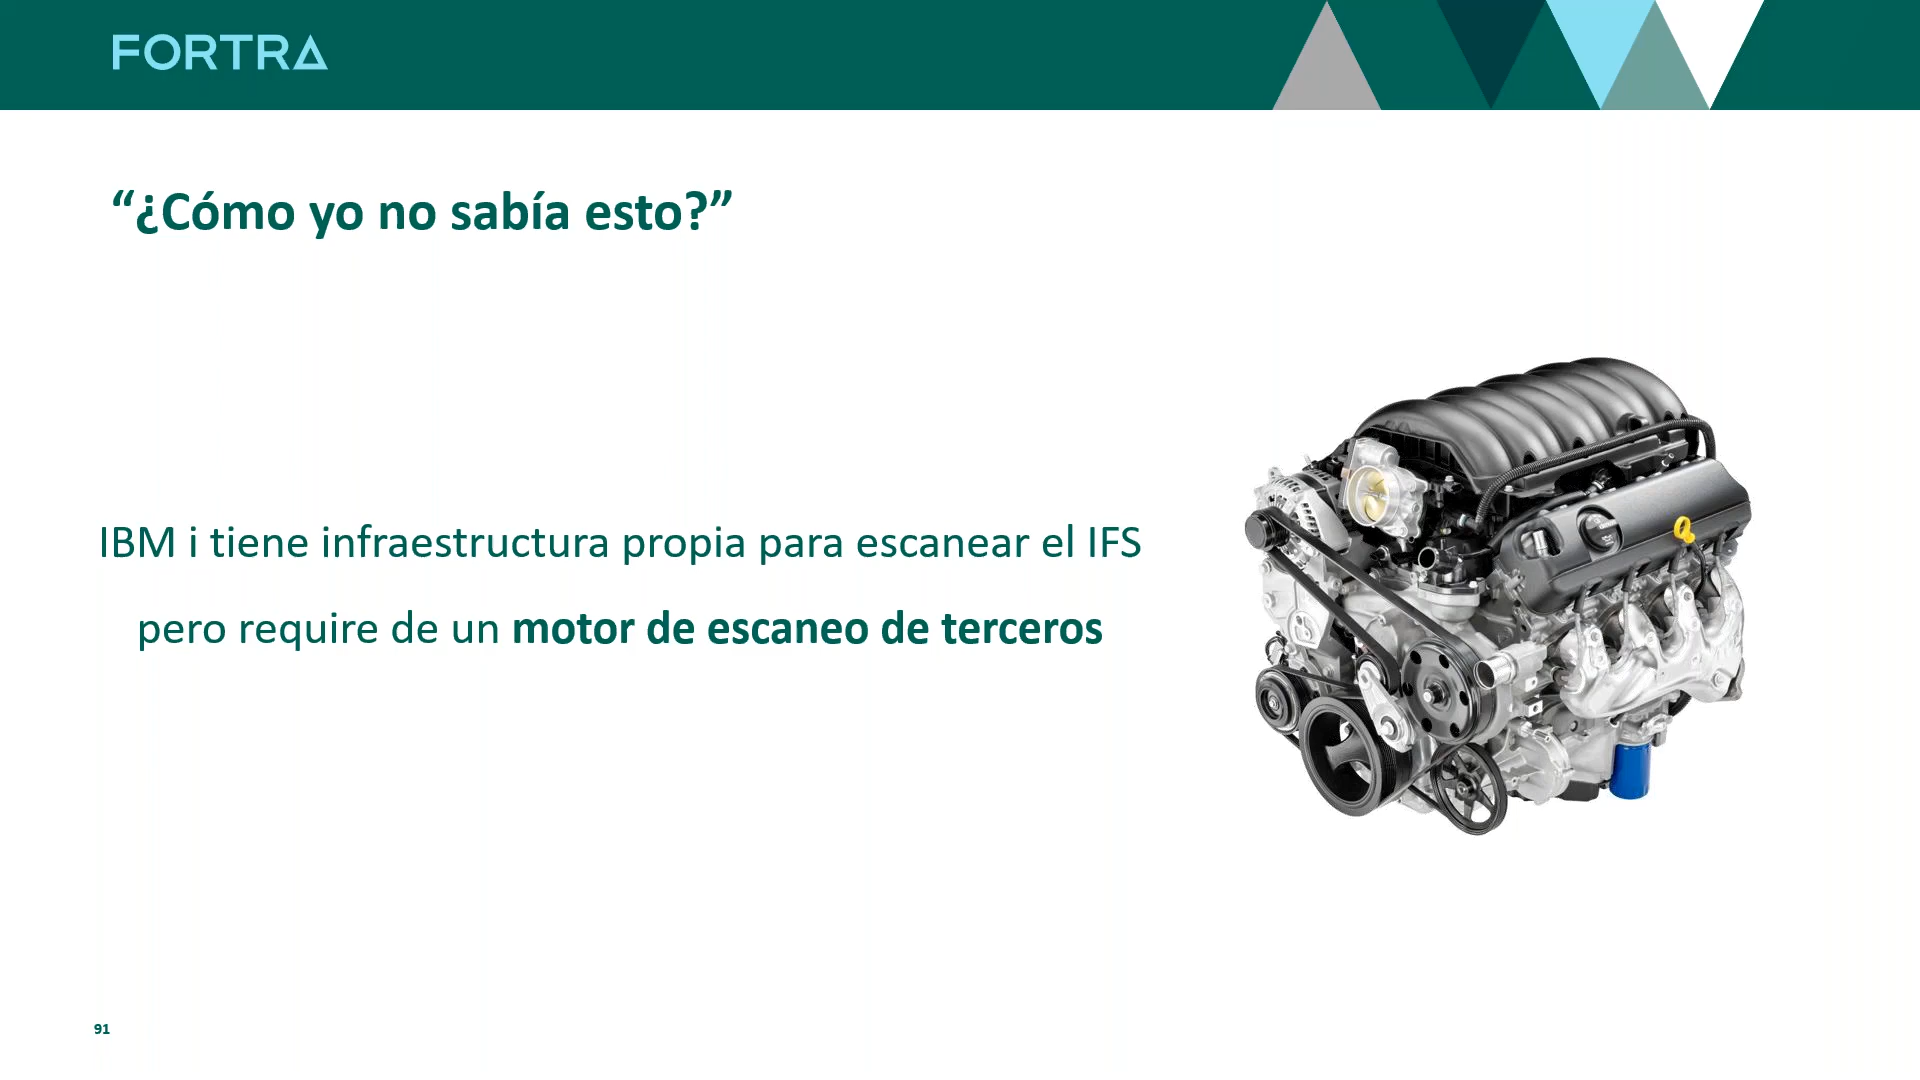 FORTRA
“¿Cómo yo no sabía esto?”
IBM i tiene infraestructura propia para escanear el IFS
pero require de un motor de escaneo de terceros
91